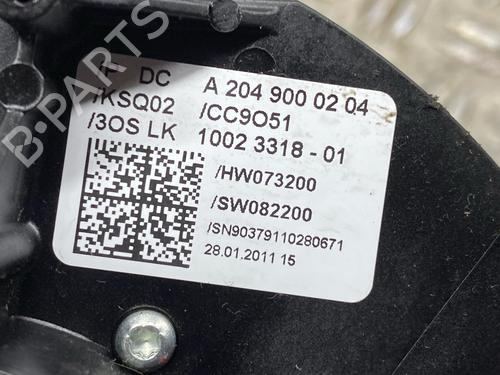 A DC A 204 900 02 04
/KSQ02 /CC9O51
/3OS LK 1002 3318 - 01
/HW073200
/SW082200
/SN90379110280671
28.01.2011 15
B-PARTS